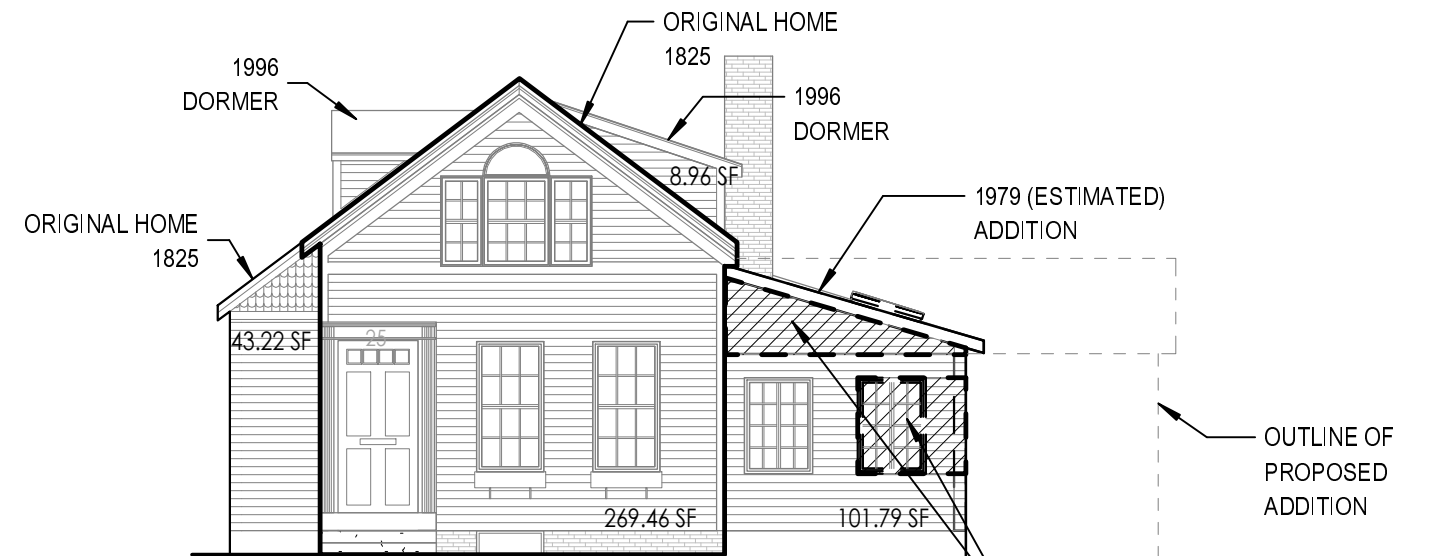 ORIGINAL HOME
1825
1996
DORMER
1996
DORMER
8.96 SF
1979 (ESTIMATED)
ADDITION
ORIGINAL HOME
1825
43.22 SF
25
OUTLINE OF
PROPOSED
ADDITION
269.46 SF
101.79 SF